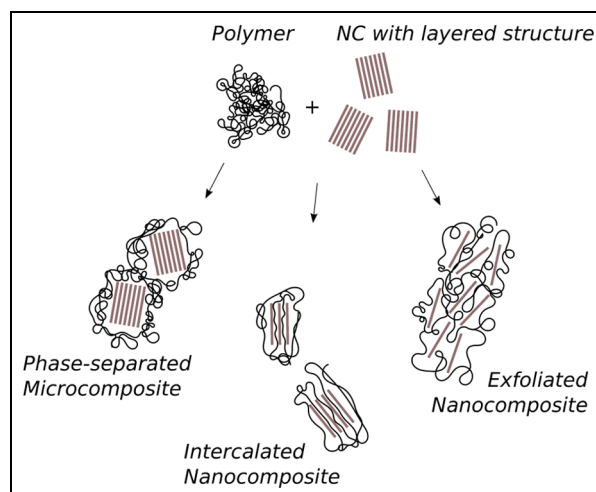 Polymer
NC with layered structure
+
Phase-separated
Microcomposite
Exfoliated
Nanocomposite
Intercalated
Nanocomposite